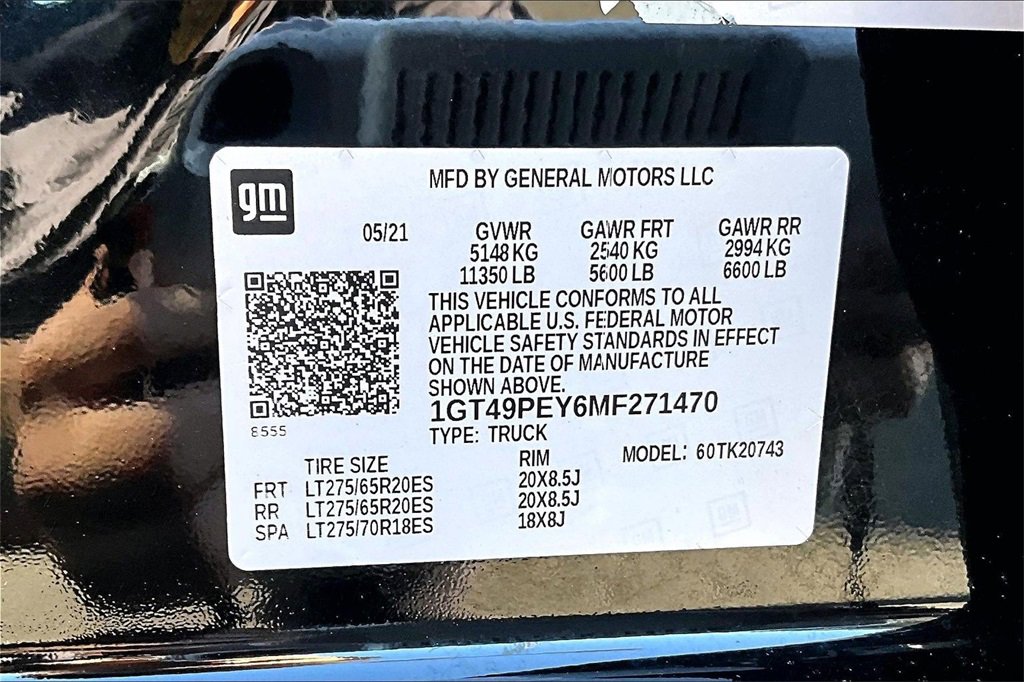 gm
MFD BY GENERAL MOTORS LLC
05/21 GVWR GAWR FRT GAWR RR
5148 KG 2540 KG 2994 KG
11350 LB 5600 LB 6600 LB
THIS VEHICLE CONFORMS TO ALL
APPLICABLE U.S. FEDERAL MOTOR
VEHICLE SAFETY STANDARDS IN EFFECT
ON THE DATE OF MANUFACTURE
SHOWN ABOVE.
8555
1GT49PEY6MF271470
TYPE: TRUCK
MODEL: 60TK20743
TIRE SIZE RIM
FRT LT275/65R20ES 20X8.5J
RR LT275/65R20ES 20X8.5J
SPA LT275/70R18ES 18X8J